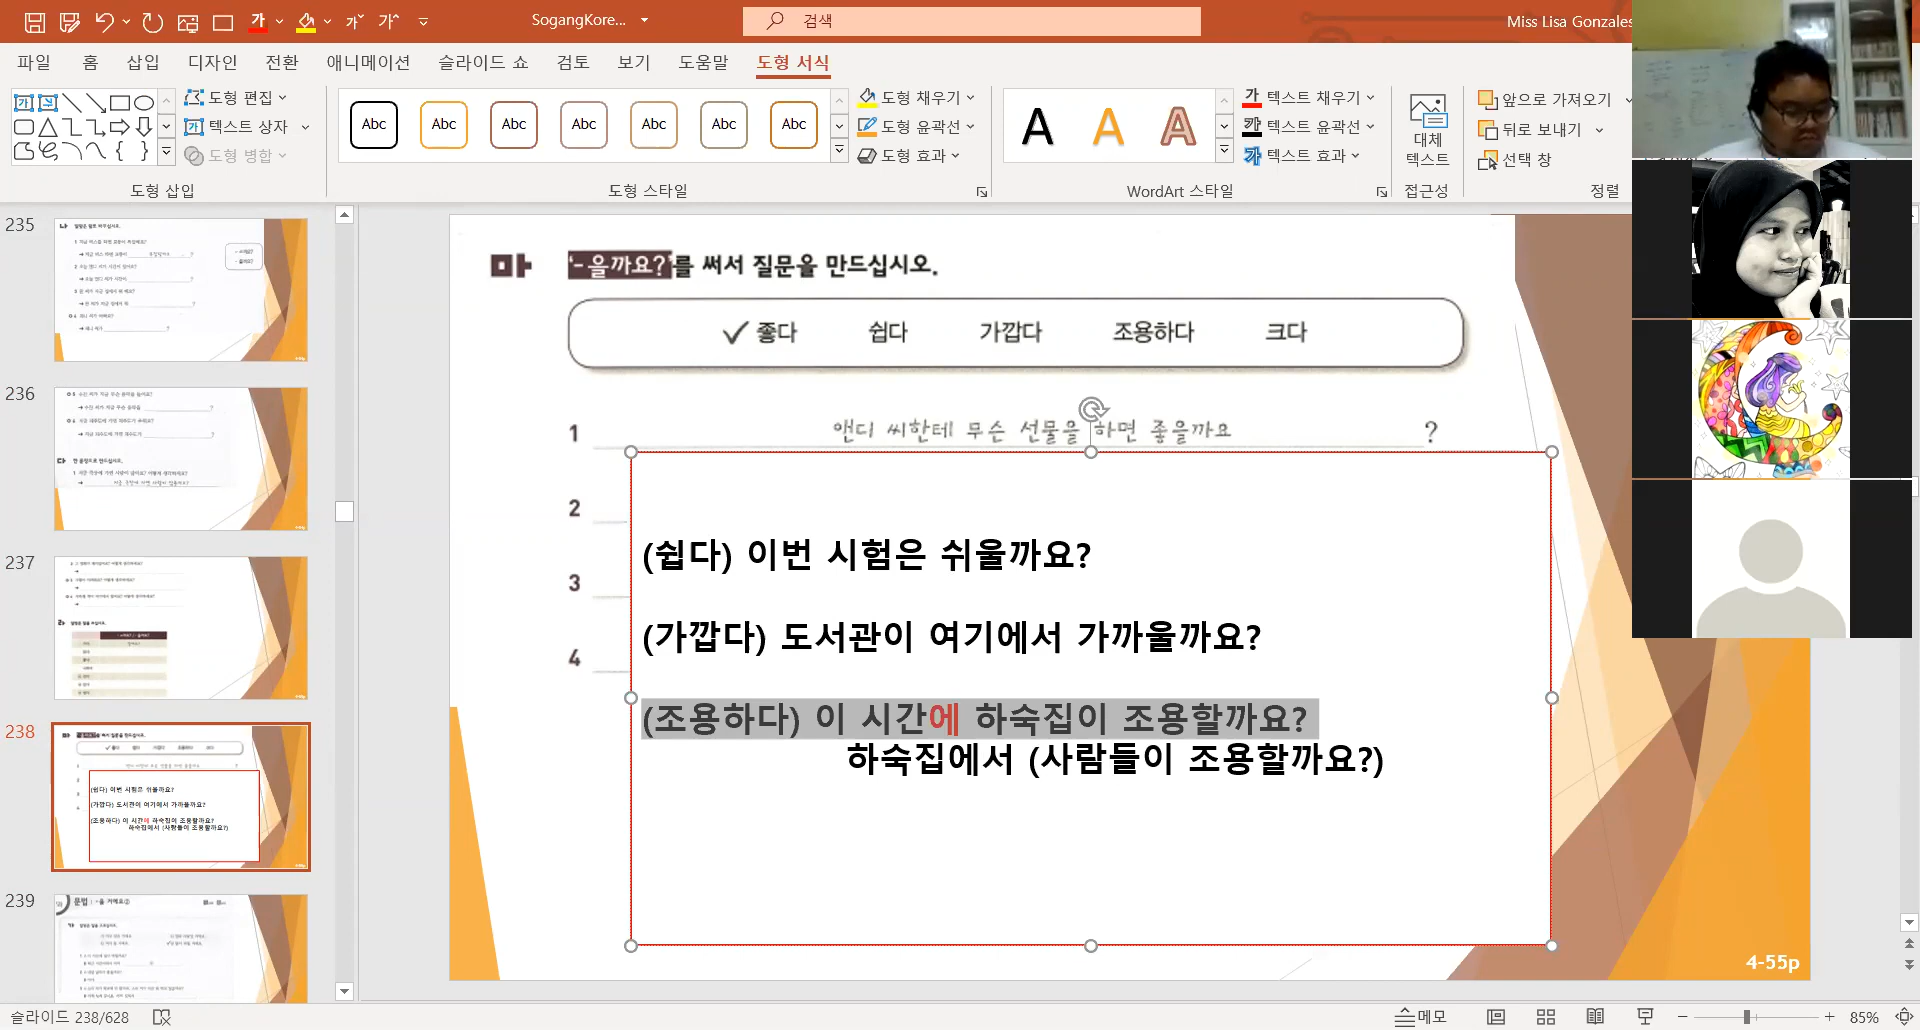 SogangKore...
검색
Miss Lisa Gonzales
파일 홈 삽입 디자인 전환 애니메이션 슬라이드 쇼 검토 보기 도움말 도형 서식
도형 편집
텍스트 상자
도형 병합
도형 삽입
Abc Abc Abc Abc Abc Abc Abc
도형 채우기
도형 윤곽선
도형 효과
도형 스타일
A A A
텍스트 채우기
텍스트 윤곽선
텍스트 효과
WordArt 스타일
대체
텍스트
접근성
앞으로 가져오기
뒤로 보내기
선택 창
정렬
235
236
237
238
239
마 '-을까요?'를 써서 질문을 만드십시오.
✓ 좋다 쉽다 가깝다 조용하다 크다
1 앤디 씨한테 무슨 선물을 하면 좋을까요 ?
2
3
4
(쉽다) 이번 시험은 쉬울까요?
(가깝다) 도서관이 여기에서 가까울까요?
(조용하다) 이 시간에 하숙집이 조용할까요?
하숙집에서 (사람들이 조용할까요?)
4-55p
슬라이드 238/628
메모
85%